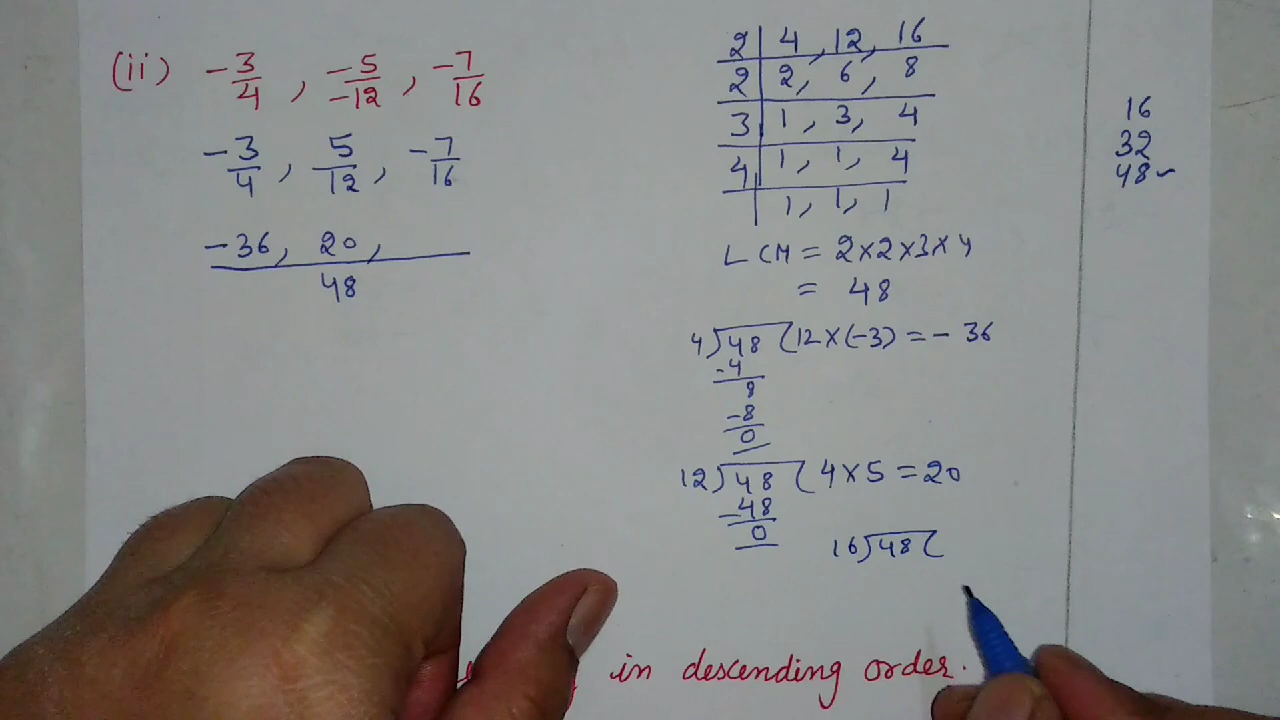 (ii) -3/4 , -5/-12 , -7/16
-3/4 , 5/12 , -7/16
-36, 20,
48
2 | 4 , 12, 16
2 | 2, 6, 8
3 | 1, 3, 4
4 | 1, 1, 4
1, 1, 1
LCM = 2×2×3×4
= 48
4)48(12×(-3) = -36
-4
8
-8
0
12)48(4×5=20
-48
0
16)48(
16
32
48
in descending order.